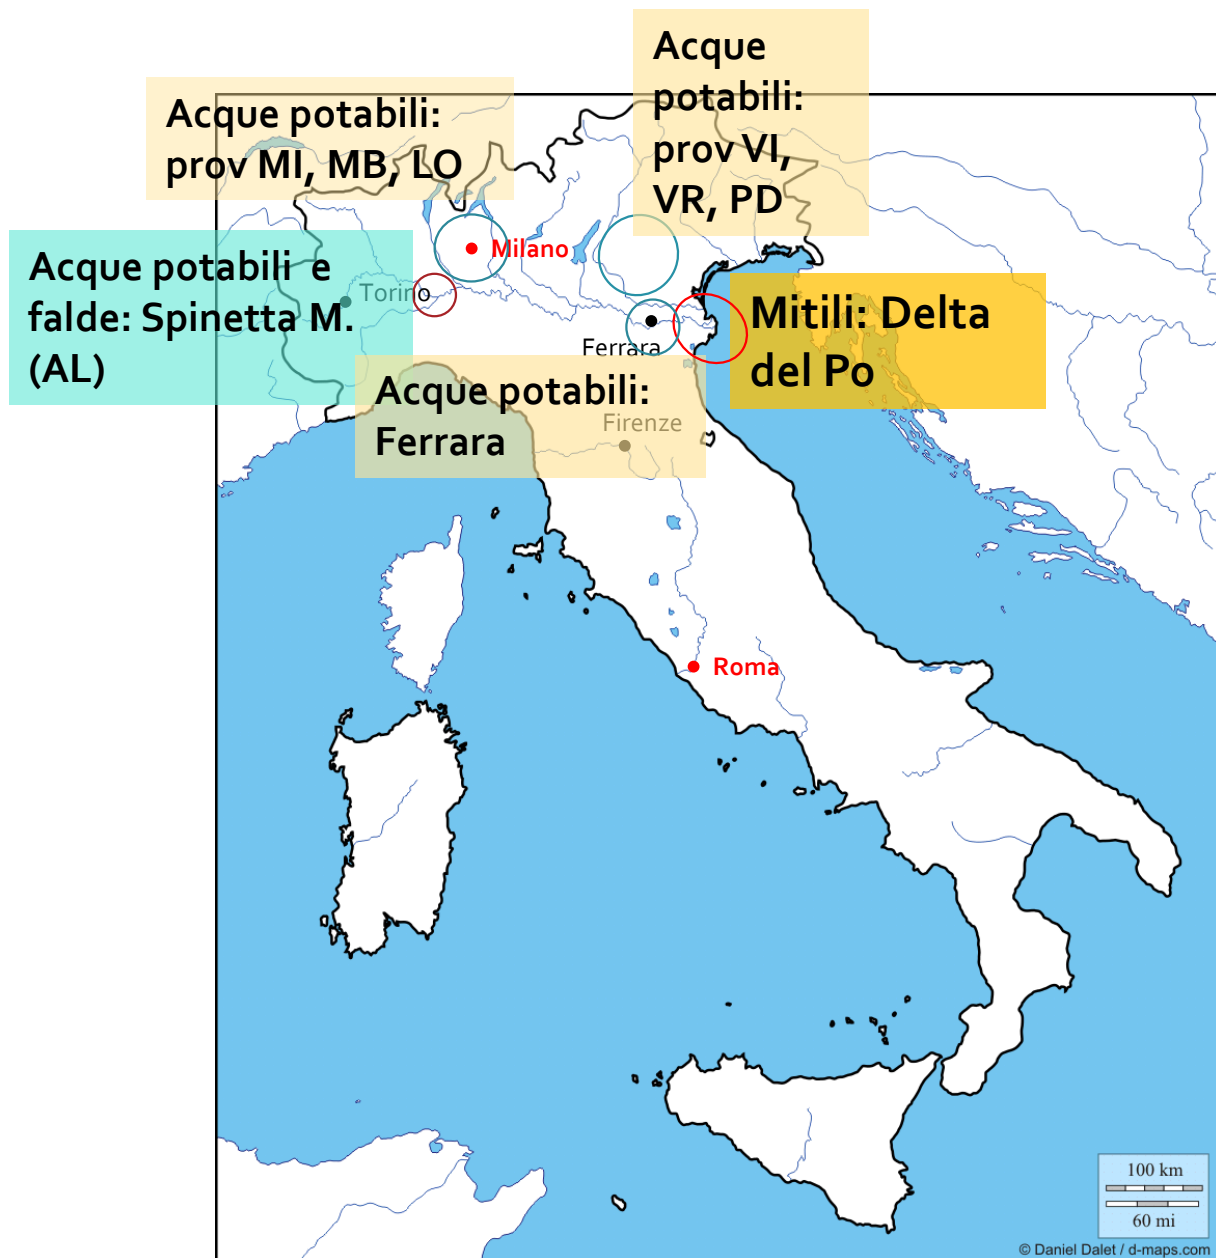 Acque
potabili:
prov VI,
VR, PD
Acque potabili:
prov MI, MB, LO
Milano
Acque potabili e
falde: Spinetta M.
(AL)
Torino
Mitili: Delta
del Po
Ferrara
Acque potabili:
Ferrara
Firenze
Roma
100 km
60 mi
© Daniel Dalet / d-maps.com